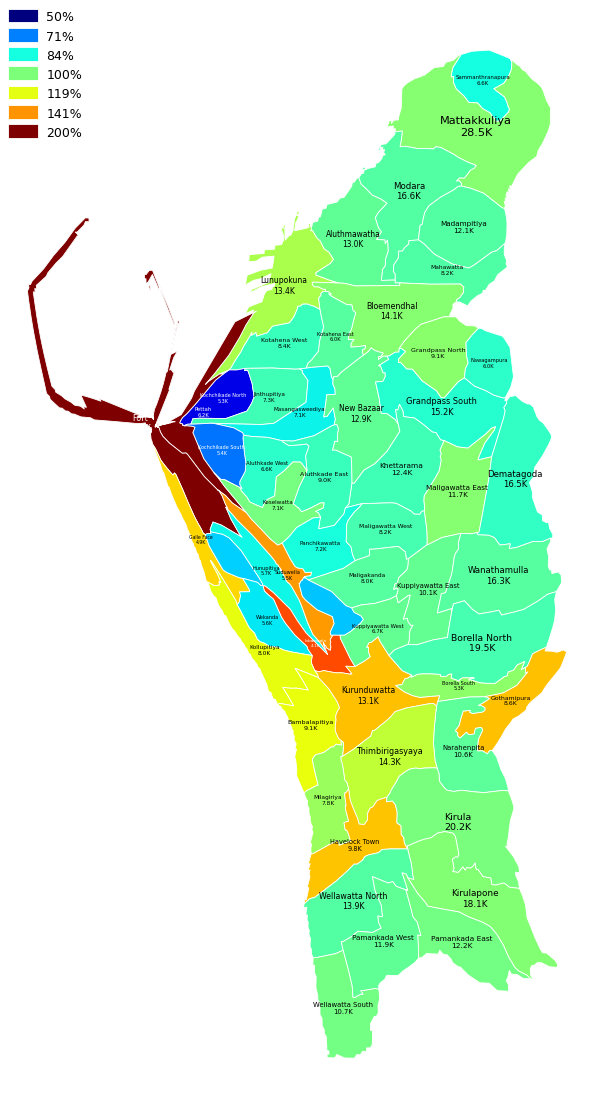 50%
71%
84%
100%
119%
141%
200%
Sammanthranapura
6.6K
Mattakkuliya
28.5K
Modara
16.6K
Madampitiya
12.1K
Aluthmawatha
13.0K
Mahawatta
8.2K
Lunupokuna
13.4K
Bloemendhal
14.1K
Kotahena West
8.4K
Kotahena East
6.0K
Grandpass North
9.1K
Nawagampura
6.0K
Kochchikade North
5.3K
Jinthupitiya
7.3K
Masangasweediya
7.1K
New Bazaar
12.9K
Grandpass South
15.2K
Pettah
6.2K
Fort
Kochchikade South
5.4K
Aluthkade West
6.6K
Aluthkade East
9.0K
Khettarama
12.4K
Dematagoda
16.5K
Maligawatta East
11.7K
Keselwatta
7.1K
Maligawatta West
8.2K
Galle Face
4.9K
Panchikawatta
7.2K
Hunupitiya
5.7K
Suduwella
5.5K
Maligakanda
8.0K
Wanathamulla
16.3K
Kuppiyawatta East
10.1K
Wekanda
5.6K
Kuppiyawatta West
6.7K
Kollupitiya
8.0K
Borella North
19.5K
Borella South
5.3K
Kurunduwatta
13.1K
Gothamipura
8.6K
Bambalapitiya
9.1K
Thimbirigasyaya
14.3K
Narahenpita
10.6K
Milagiriya
7.8K
Kirula
20.2K
Havelock Town
9.8K
Wellawatta North
13.9K
Kirulapone
18.1K
Pamankada West
11.9K
Pamankada East
12.2K
Wellawatta South
10.7K